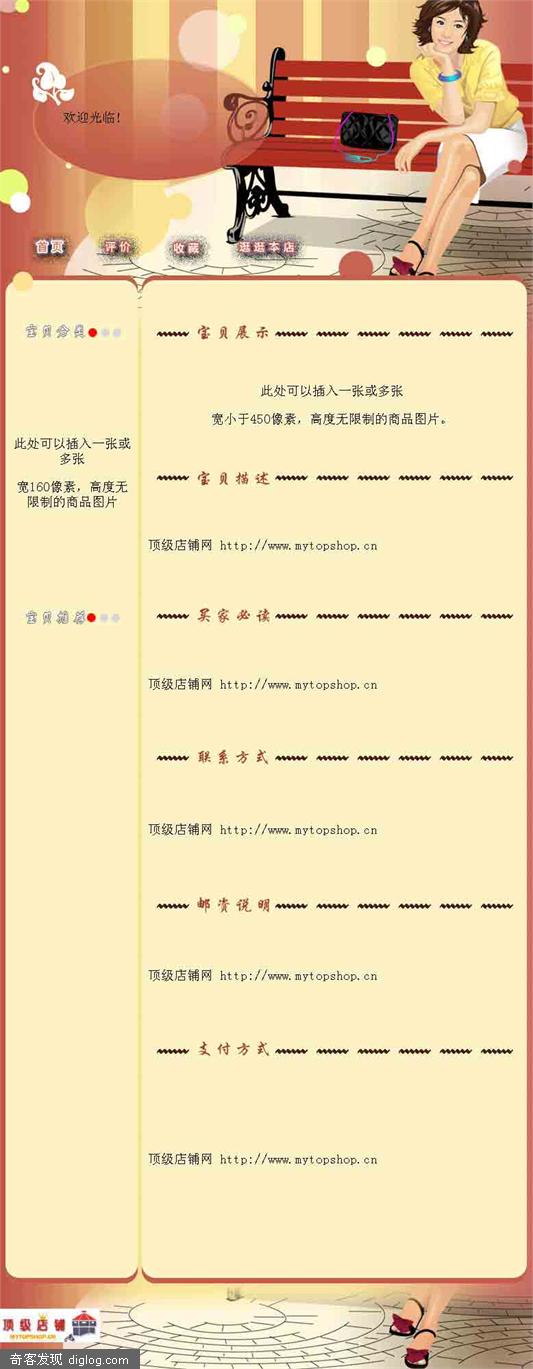 欢迎光临!
首页 评价 收藏 逛逛本店
宝贝分类
此处可以插入一张或
多张
宽160像素，高度无
限制的商品图片
宝贝推荐
宝贝展示
此处可以插入一张或多张
宽小于450像素，高度无限制的商品图片。
宝贝描述
顶级店铺网 http://www.mytopshop.cn
买家必读
顶级店铺网 http://www.mytopshop.cn
联系方式
顶级店铺网 http://www.mytopshop.cn
邮资说明
顶级店铺网 http://www.mytopshop.cn
支付方式
顶级店铺网 http://www.mytopshop.cn
顶级店铺
MYTOPSHOP.CN
奇客发现 diglog.com